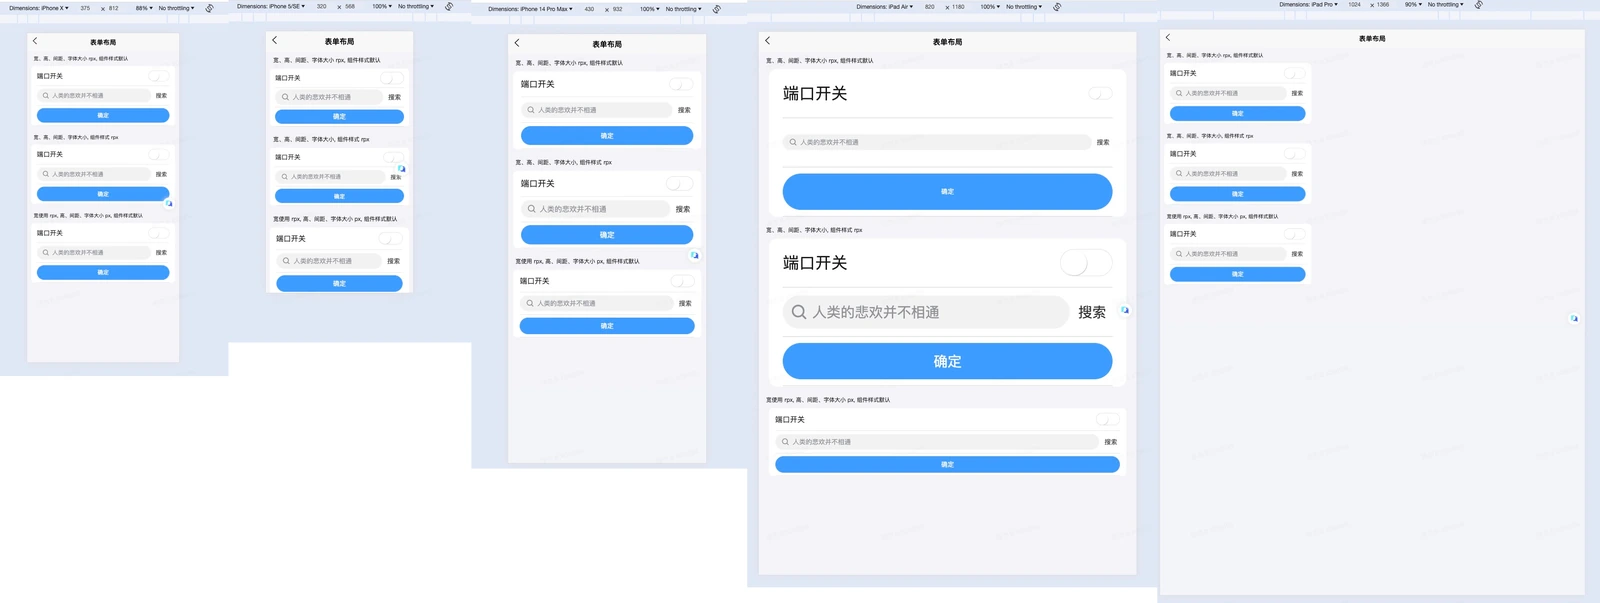 Dimensions: iPhone X ▾ 375 × 812 88% ▾ No throttling ▾
表单布局
宽、高、间距、字体大小 rpx, 组件样式默认
端口开关
人类的悲欢并不相通 搜索
确定
宽、高、间距、字体大小, 组件样式 rpx
端口开关
人类的悲欢并不相通 搜索
确定
宽使用 rpx, 高、间距、字体大小 px, 组件样式默认
端口开关
人类的悲欢并不相通 搜索
确定
Dimensions: iPhone 5/SE ▾ 320 × 568 100% ▾ No throttling ▾
表单布局
宽、高、间距、字体大小 rpx, 组件样式默认
端口开关
人类的悲欢并不相通 搜索
确定
宽、高、间距、字体大小, 组件样式 rpx
端口开关
人类的悲欢并不相通 搜索
确定
宽使用 rpx, 高、间距、字体大小 px, 组件样式默认
端口开关
人类的悲欢并不相通 搜索
确定
Dimensions: iPhone 14 Pro Max ▾ 430 × 932 100% ▾ No throttling ▾
表单布局
宽、高、间距、字体大小 rpx, 组件样式默认
端口开关
人类的悲欢并不相通 搜索
确定
宽、高、间距、字体大小, 组件样式 rpx
端口开关
人类的悲欢并不相通 搜索
确定
宽使用 rpx, 高、间距、字体大小 px, 组件样式默认
端口开关
人类的悲欢并不相通 搜索
确定
Dimensions: iPad Air ▾ 820 × 1180 100% ▾ No throttling ▾
表单布局
宽、高、间距、字体大小 rpx, 组件样式默认
端口开关
人类的悲欢并不相通 搜索
确定
宽、高、间距、字体大小, 组件样式 rpx
端口开关
人类的悲欢并不相通 搜索
确定
宽使用 rpx, 高、间距、字体大小 px, 组件样式默认
端口开关
人类的悲欢并不相通 搜索
确定
Dimensions: iPad Pro ▾ 1024 × 1366 90% ▾ No throttling ▾
表单布局
宽、高、间距、字体大小 rpx, 组件样式默认
端口开关
人类的悲欢并不相通 搜索
确定
宽、高、间距、字体大小, 组件样式 rpx
端口开关
人类的悲欢并不相通 搜索
确定
宽使用 rpx, 高、间距、字体大小 px, 组件样式默认
端口开关
人类的悲欢并不相通 搜索
确定